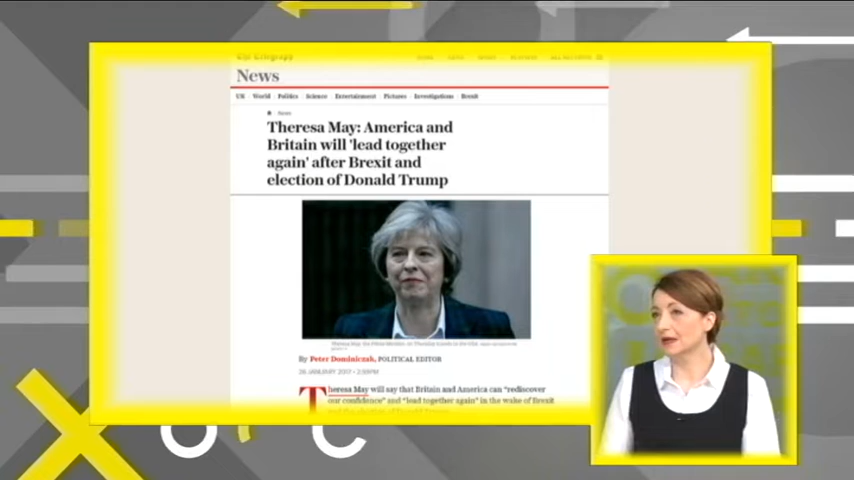 News
UK World Politics Science Entertainment Pictures Investigations Brexit
News
Theresa May: America and
Britain will 'lead together
again' after Brexit and
election of Donald Trump
By Peter Dominiczak, POLITICAL EDITOR
26 JANUARY 2017 • 2:59PM
Theresa May will say that Britain and America can "rediscover
our confidence" and "lead together again" in the wake of Brexit